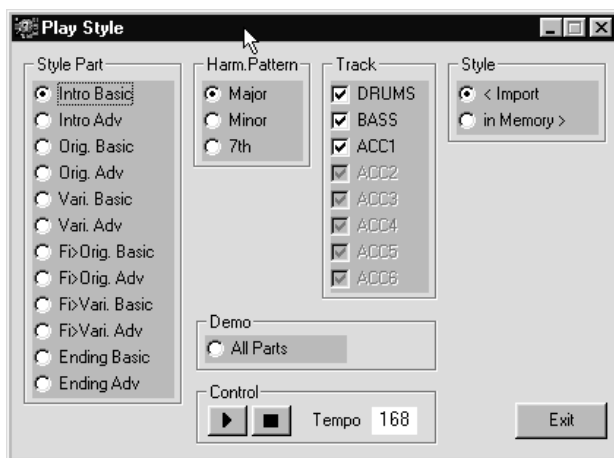 Play Style
Style Part
Intro Basic
Intro Adv
Orig. Basic
Orig. Adv
Vari. Basic
Vari. Adv
Fi>Orig. Basic
Fi>Orig. Adv
Fi>Vari. Basic
Fi>Vari. Adv
Ending Basic
Ending Adv
Harm.Pattern
Major
Minor
7th
Track
DRUMS
BASS
ACC1
ACC2
ACC3
ACC4
ACC5
ACC6
Style
< Import
in Memory >
Demo
All Parts
Control
Tempo 168
Exit